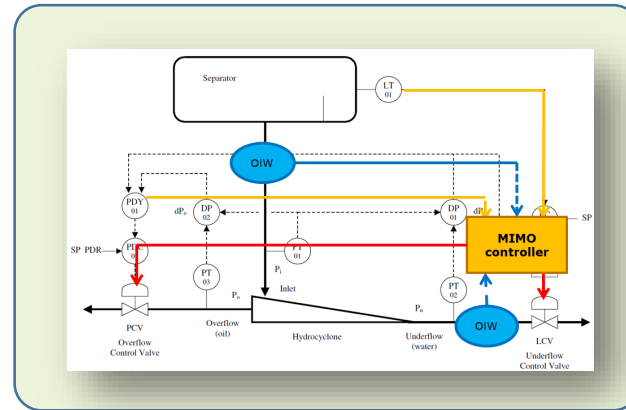 Separator
LT
01
OiW
PDY
01
dPo
DP
02
DP
01
SP
SP PDR
MIMO
controller
PT
01
Pi
PT
03
PT
02
Inlet
Po
Pu
OiW
PCV
Overflow
(oil)
Hydrocyclone
Underflow
(water)
LCV
Overflow
Control Valve
Underflow
Control Valve